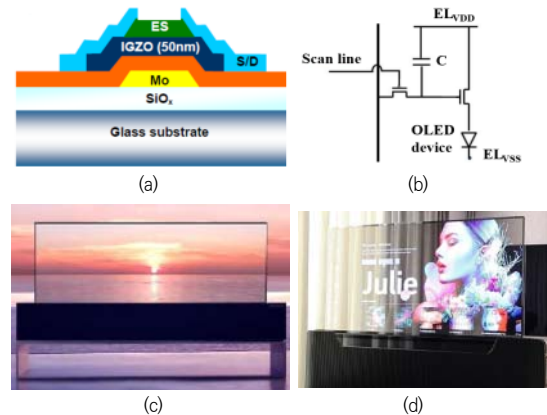 ES
IGZO (50nm)
S/D
Mo
SiOₓ
Glass substrate
(a)
EL_VDD
Scan line
C
OLED
device
EL_VSS
(b)
(c)
Julie
(d)